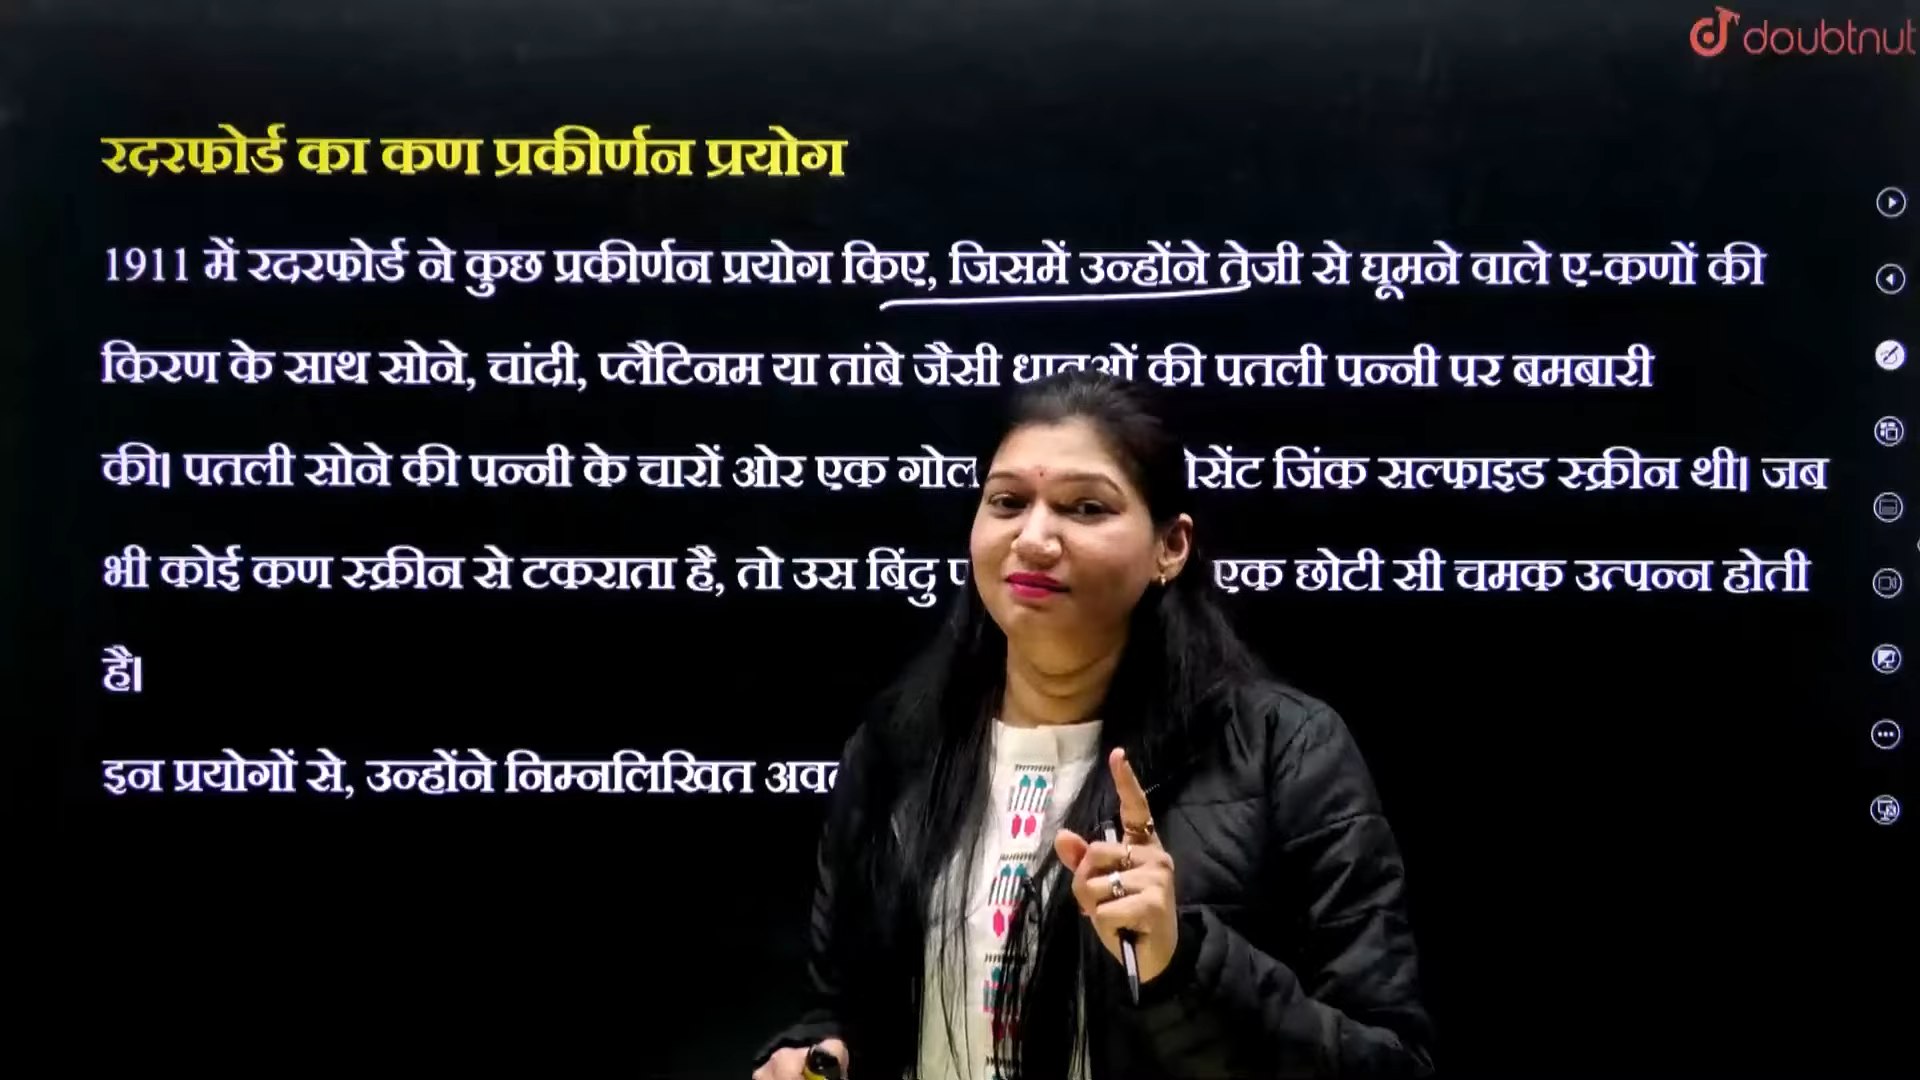 doubtnut
रदरफोर्ड का कण प्रकीर्णन प्रयोग
1911 में रदरफोर्ड ने कुछ प्रकीर्णन प्रयोग किए, जिसमें उन्होंने तेजी से घूमने वाले ए-कणों की
किरण के साथ सोने, चांदी, प्लैटिनम या तांबे जैसी धातुओं की पतली पन्नी पर बमबारी
की। पतली सोने की पन्नी के चारों ओर एक गोल जिंक सल्फाइड स्क्रीन थी। जब
भी कोई कण स्क्रीन से टकराता है, तो उस बिंदु एक छोटी सी चमक उत्पन्न होती
है।
इन प्रयोगों से, उन्होंने निम्नलिखित